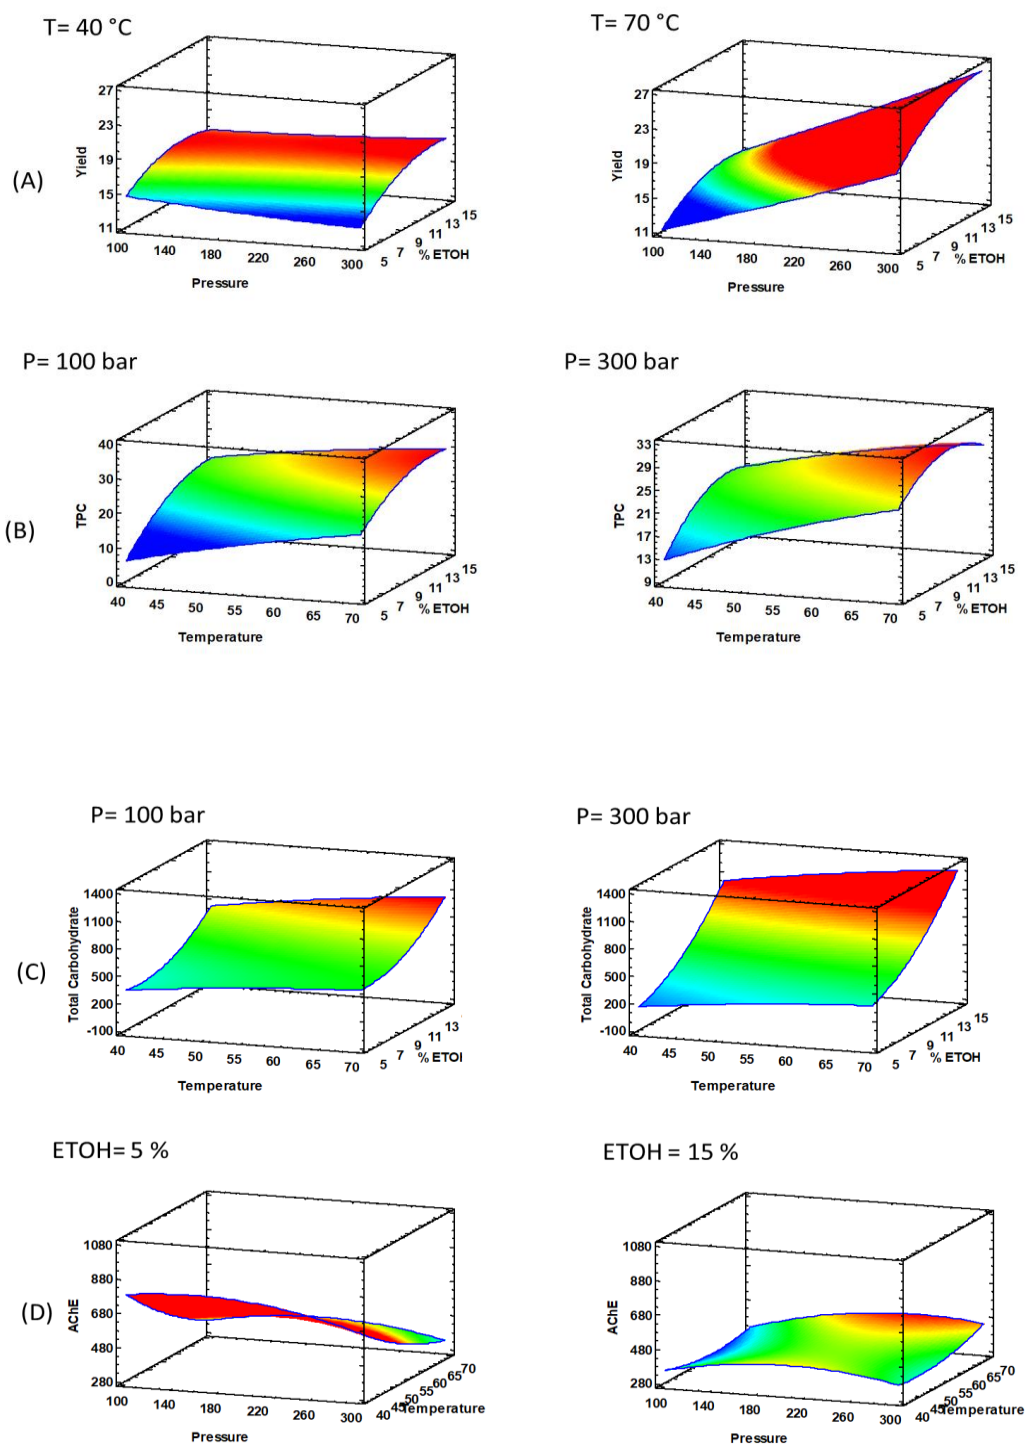 T= 40 °C
T= 70 °C
(A)
Yield
27
23
19
15
11
100 140 180 220 260 300
Pressure
5 7 9 11 13 15
% ETOH
Yield
27
23
19
15
11
100 140 180 220 260 300
Pressure
5 7 9 11 13 15
% ETOH
P= 100 bar
P= 300 bar
(B)
TPC
40
30
20
10
0
40 45 50 55 60 65 70
Temperature
5 7 9 11 13 15
% ETOH
TPC
33
29
25
21
17
13
9
40 45 50 55 60 65 70
Temperature
5 7 9 11 13 15
% ETOH
P= 100 bar
P= 300 bar
(C)
Total Carbohydrate
1400
1100
800
500
200
-100
40 45 50 55 60 65 70
Temperature
5 7 9 11 13
% ETOI
Total Carbohydrate
1400
1100
800
500
200
-100
40 45 50 55 60 65 70
Temperature
5 7 9 11 13 15
% ETOH
ETOH= 5 %
ETOH = 15 %
(D)
AChE
1080
880
680
480
280
100 140 180 220 260 300
Pressure
40 45 50 55 60 65 70
Temperature
AChE
1080
880
680
480
280
100 140 180 220 260 300
Pressure
40 45 50 55 60 65 70
Temperature